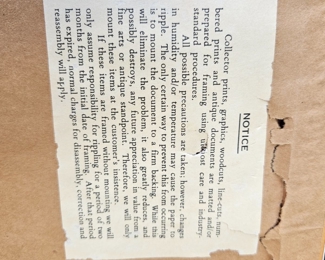 NOTICE
Collector prints, graphics, woodcuts, line-cuts, num-
bered prints and antique documents are matted and/or
prepared for framing using utmost care and industry-
standard procedures.
All possible precautions are taken; however, changes
in humidity and/or temperature may cause the paper to
ripple. The only certain way to prevent this from occurring
is to mount the document to a firm backing. While this
will eliminate the problem, it also greatly reduces, and
possibly destroys, any future appreciation in value from a
fine arts or antique standpoint. Therefore, we will only
mount these items at the customer's insistence.
If these items are framed without mounting we will
only assume responsibility for rippling for a period of two
months from the initial date of framing. After that period
has expired, normal charges for disassembly, correction and
reassembly will apply.